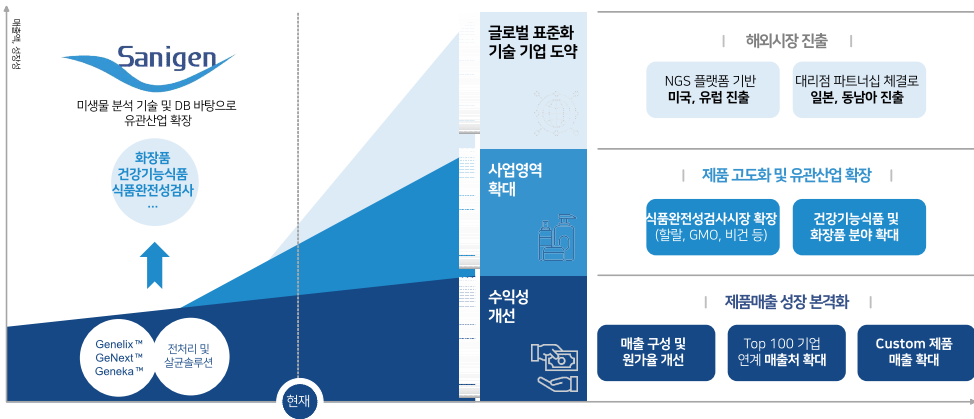 매출액, 성장성
Sanigen
미생물 분석 기술 및 DB 바탕으로
유관산업 확장
화장품
건강기능식품
식품완전성검사
...
Genelix™
GeNext™
Geneka™
전처리 및
살균솔루션
현재
글로벌 표준화
기술 기업 도약
사업영역
확대
수익성
개선
| 해외시장 진출 |
NGS 플랫폼 기반
미국, 유럽 진출
대리점 파트너십 체결로
일본, 동남아 진출
| 제품 고도화 및 유관산업 확장 |
식품완전성검사시장 확장
(할랄, GMO, 비건 등)
건강기능식품 및
화장품 분야 확대
| 제품매출 성장 본격화 |
매출 구성 및
원가율 개선
Top 100 기업
연계 매출처 확대
Custom 제품
매출 확대